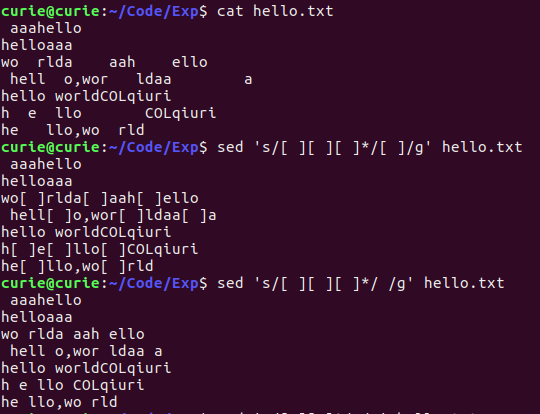 curie@curie:~/Code/Exp$ cat hello.txt
 aaahello
helloaaa
wo  rlda    aah    ello
 hell  o,wor   ldaa        a
hello worldCOLqiuri
h  e  llo       COLqiuri
he   llo,wo  rld
curie@curie:~/Code/Exp$ sed 's/[ ][ ][ ]*/[ ]/g' hello.txt
 aaahello
helloaaa
wo[ ]rlda[ ]aah[ ]ello
 hell[ ]o,wor[ ]ldaa[ ]a
hello worldCOLqiuri
h[ ]e[ ]llo[ ]COLqiuri
he[ ]llo,wo[ ]rld
curie@curie:~/Code/Exp$ sed 's/[ ][ ][ ]*/ /g' hello.txt
 aaahello
helloaaa
wo rlda aah ello
 hell o,wor ldaa a
hello worldCOLqiuri
h e llo COLqiuri
he llo,wo rld